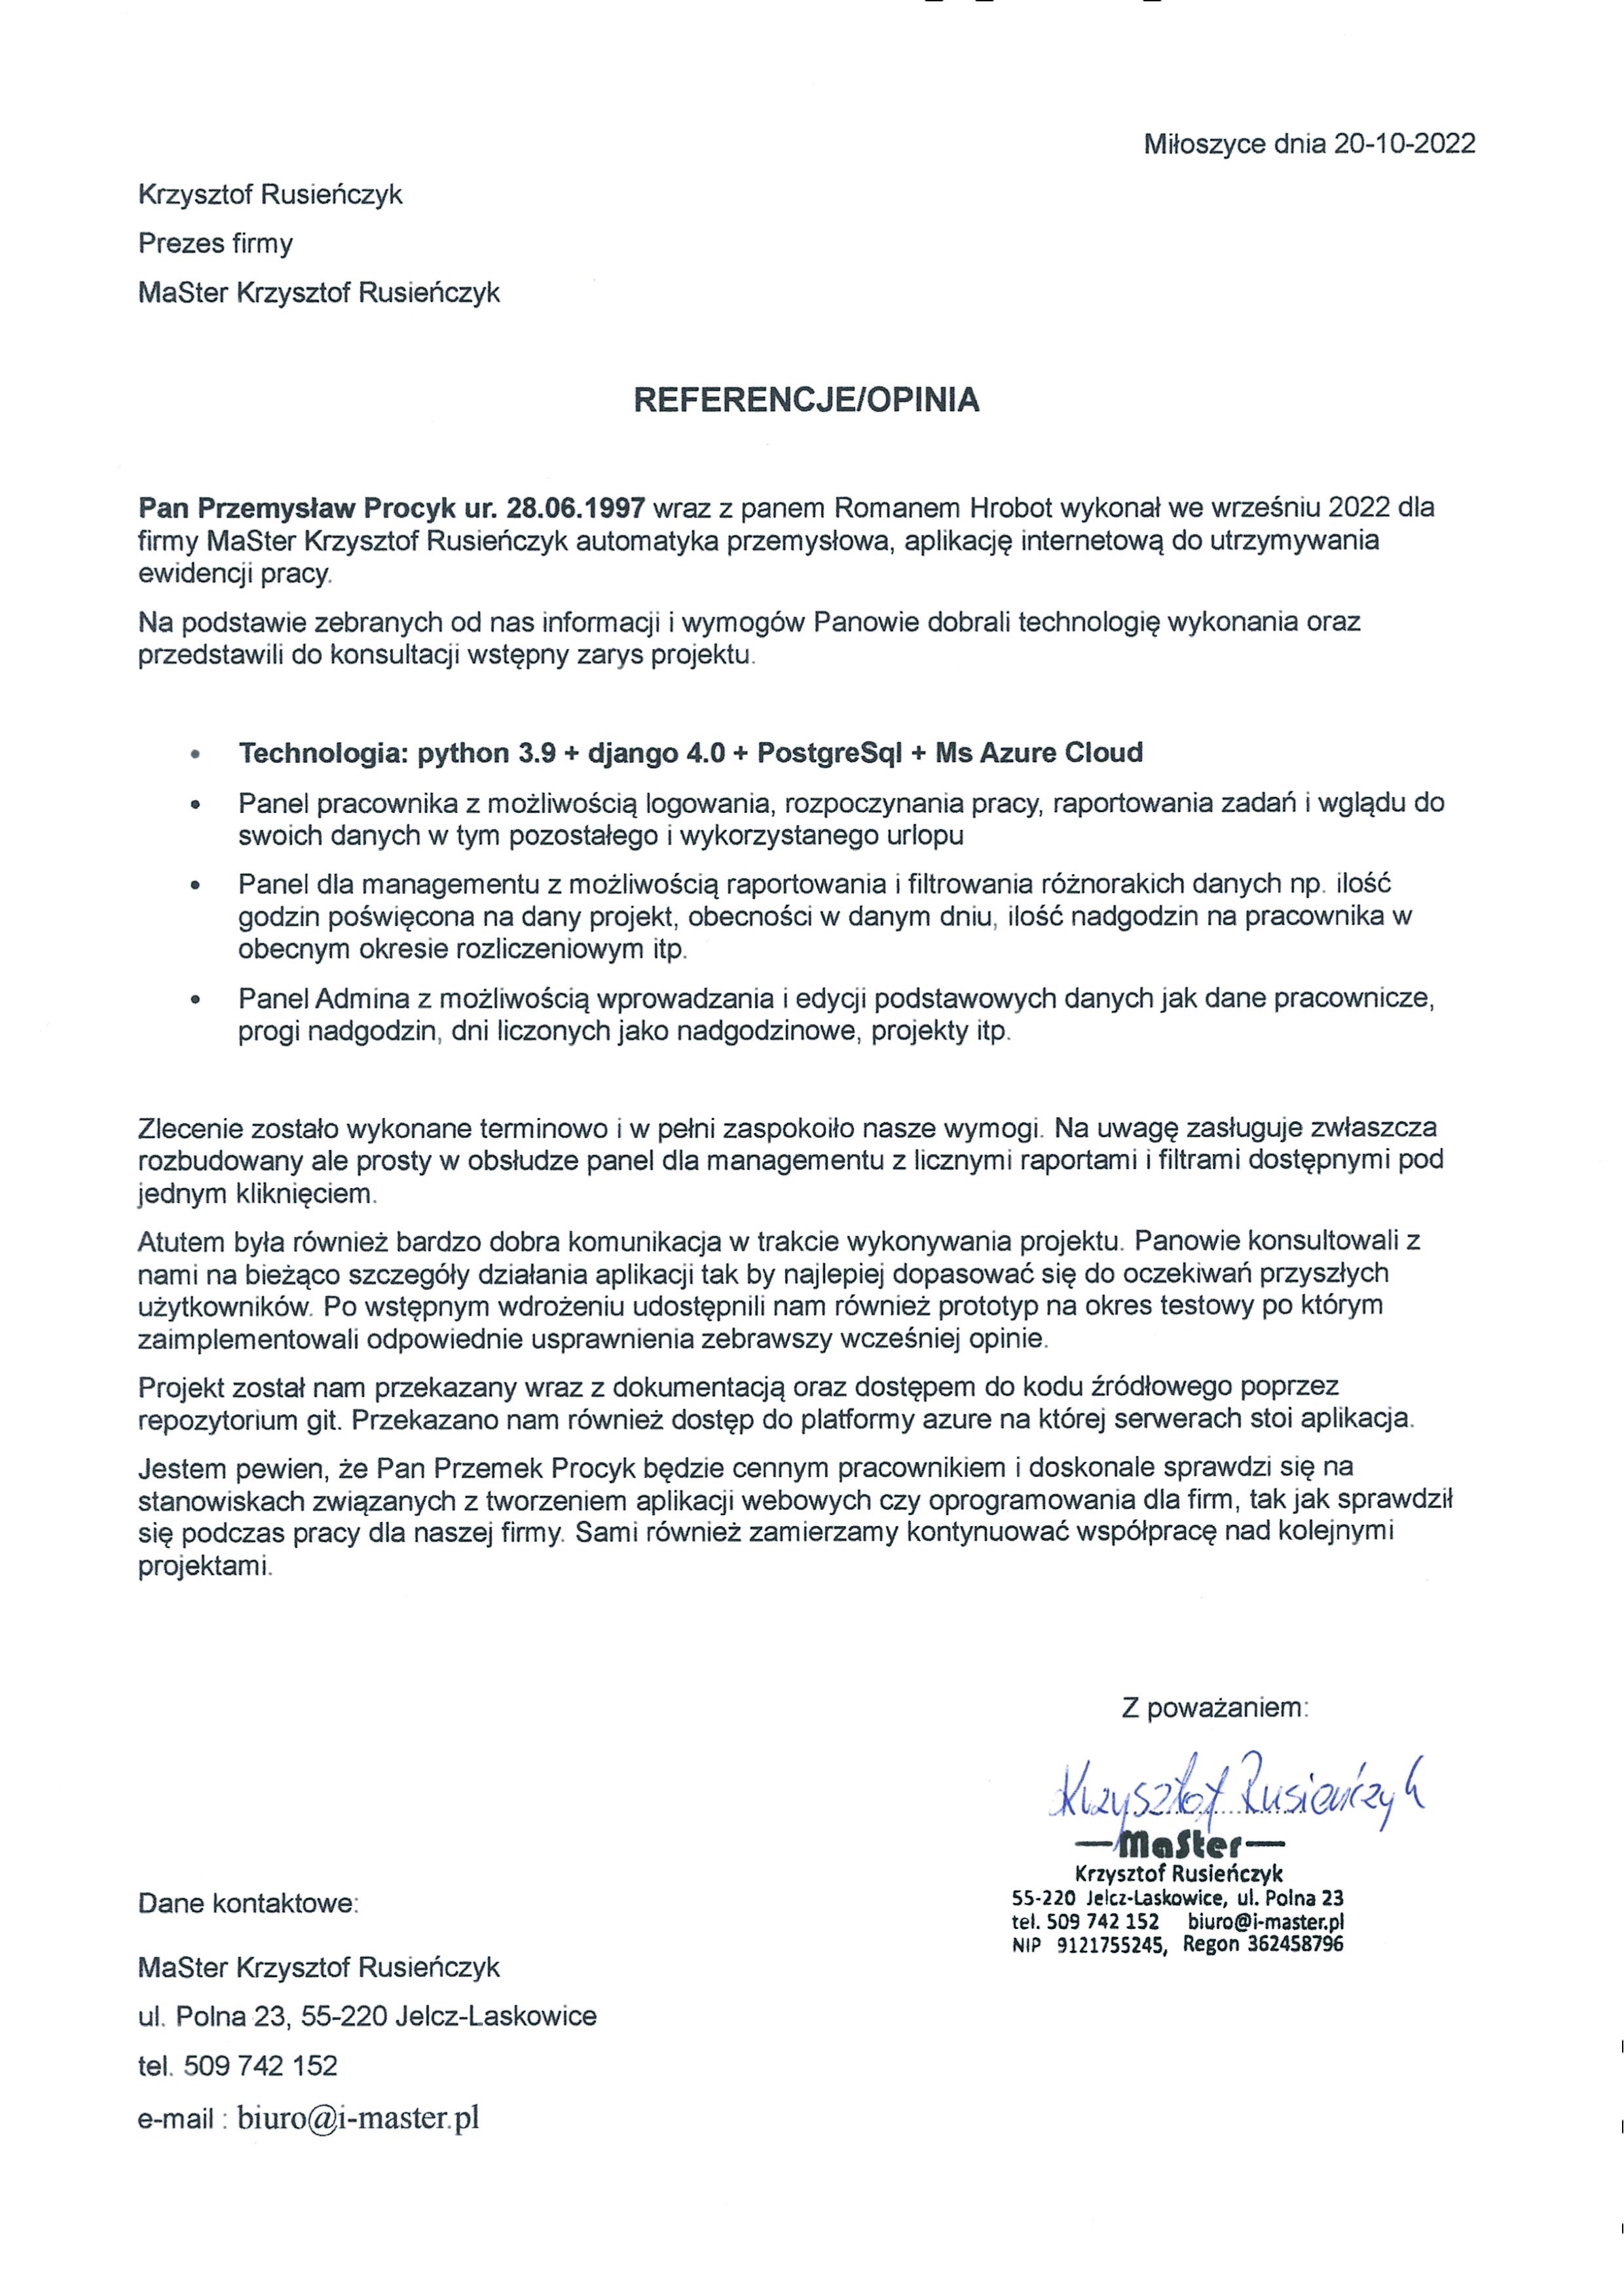 Miłoszyce dnia 20-10-2022
Krzysztof Rusieńczyk
Prezes firmy
MaSter Krzysztof Rusieńczyk
REFERENCJE/OPINIA
Pan Przemysław Procyk ur. 28.06.1997 wraz z panem Romanem Hrobot wykonał we wrześniu 2022 dla
firmy MaSter Krzysztof Rusieńczyk automatyka przemysłowa, aplikację internetową do utrzymywania
ewidencji pracy.
Na podstawie zebranych od nas informacji i wymogów Panowie dobrali technologię wykonania oraz
przedstawili do konsultacji wstępny zarys projektu.
• Technologia: python 3.9 + django 4.0 + PostgreSql + Ms Azure Cloud
• Panel pracownika z możliwością logowania, rozpoczynania pracy, raportowania zadań i wglądu do
swoich danych w tym pozostałego i wykorzystanego urlopu
• Panel dla managementu z możliwością raportowania i filtrowania różnorakich danych np. ilość
godzin poświęcona na dany projekt, obecności w danym dniu, ilość nadgodzin na pracownika w
obecnym okresie rozliczeniowym itp.
• Panel Admina z możliwością wprowadzania i edycji podstawowych danych jak dane pracownicze,
progi nadgodzin, dni liczonych jako nadgodzinowe, projekty itp.
Zlecenie zostało wykonane terminowo i w pełni zaspokoiło nasze wymogi. Na uwagę zasługuje zwłaszcza
rozbudowany ale prosty w obsłudze panel dla managementu z licznymi raportami i filtrami dostępnymi pod
jednym kliknięciem.
Atutem była również bardzo dobra komunikacja w trakcie wykonywania projektu. Panowie konsultowali z
nami na bieżąco szczegóły działania aplikacji tak by najlepiej dopasować się do oczekiwań przyszłych
użytkowników. Po wstępnym wdrożeniu udostępnili nam również prototyp na okres testowy po którym
zaimplementowali odpowiednie usprawnienia zebrawszy wcześniej opinie.
Projekt został nam przekazany wraz z dokumentacją oraz dostępem do kodu źródłowego poprzez
repozytorium git. Przekazano nam również dostęp do platformy azure na której serwerach stoi aplikacja.
Jestem pewien, że Pan Przemek Procyk będzie cennym pracownikiem i doskonale sprawdzi się na
stanowiskach związanych z tworzeniem aplikacji webowych czy oprogramowania dla firm, tak jak sprawdził
się podczas pracy dla naszej firmy. Sami również zamierzamy kontynuować współpracę nad kolejnymi
projektami.
Z poważaniem:
Krzysztof Rusieńczyk
MaSter
Krzysztof Rusieńczyk
55-220 Jelcz-Laskowice, ul. Polna 23
tel. 509 742 152 biuro@i-master.pl
NIP 9121755245, Regon 362458796
Dane kontaktowe:
MaSter Krzysztof Rusieńczyk
ul. Polna 23, 55-220 Jelcz-Laskowice
tel. 509 742 152
e-mail : biuro@i-master.pl